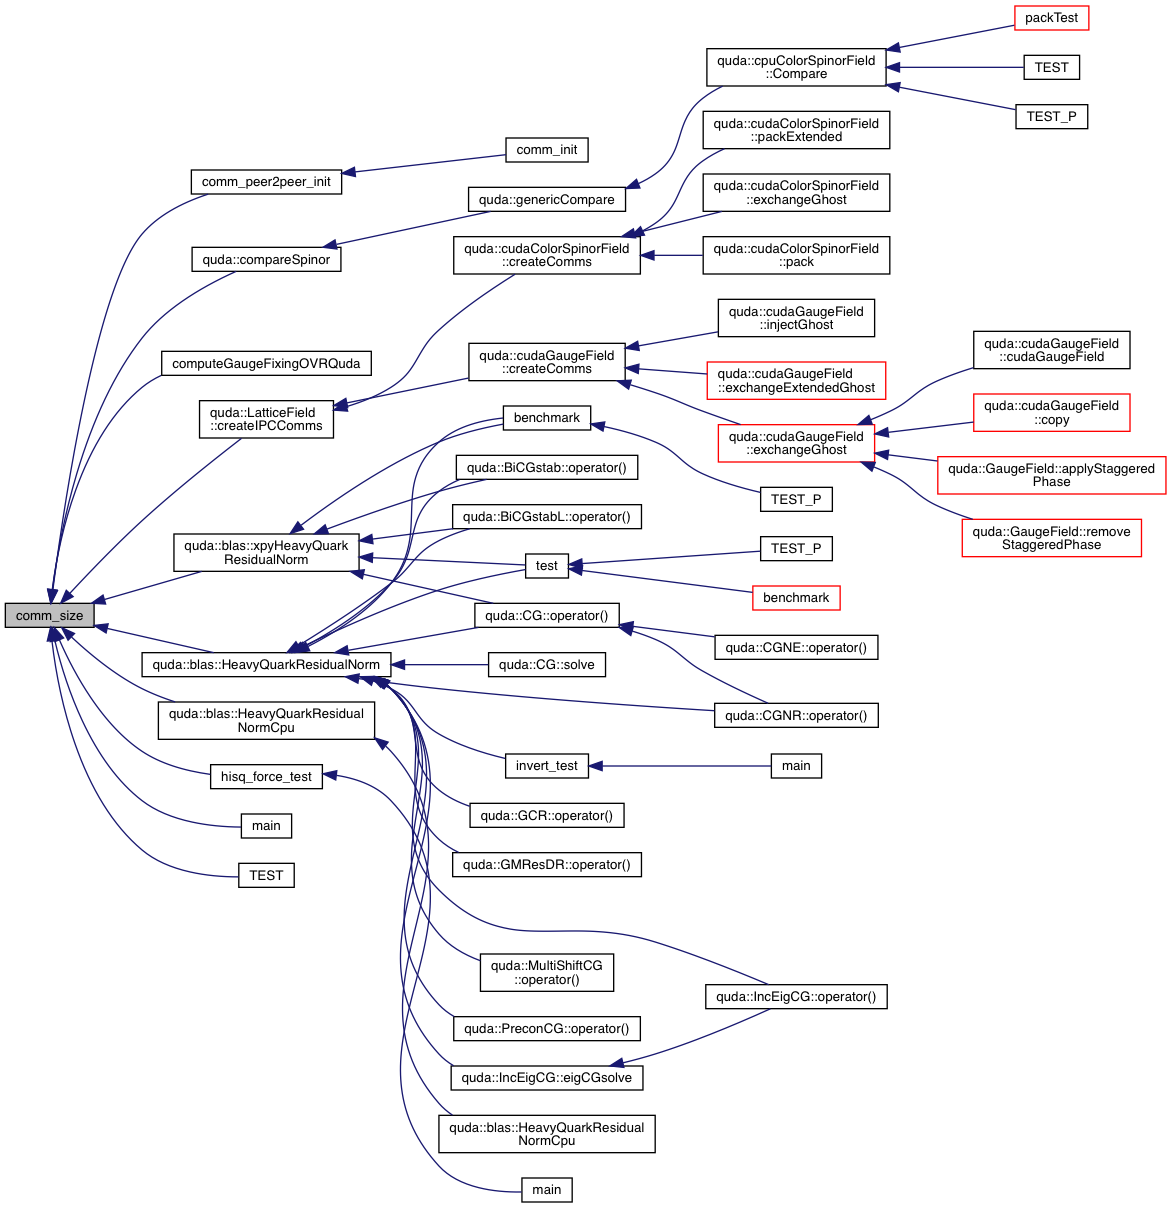 packTest
quda::cpuColorSpinorField
::Compare
TEST
TEST_P
quda::cudaColorSpinorField
::packExtended
comm_init
comm_peer2peer_init
quda::genericCompare
quda::cudaColorSpinorField
::exchangeGhost
quda::compareSpinor
quda::cudaColorSpinorField
::createComms
quda::cudaColorSpinorField
::pack
quda::cudaGaugeField
::injectGhost
computeGaugeFixingOVRQuda
quda::cudaGaugeField
::createComms
quda::cudaGaugeField
::cudaGaugeField
quda::cudaGaugeField
::exchangeExtendedGhost
quda::LatticeField
::createIPCComms
benchmark
quda::cudaGaugeField
::copy
quda::cudaGaugeField
::exchangeGhost
quda::BiCGstab::operator()
quda::GaugeField::applyStaggered
Phase
TEST_P
quda::BiCGstabL::operator()
quda::GaugeField::remove
StaggeredPhase
quda::blas::xpyHeavyQuark
ResidualNorm
TEST_P
test
benchmark
comm_size
quda::CG::operator()
quda::CGNE::operator()
quda::blas::HeavyQuarkResidualNorm
quda::CG::solve
quda::blas::HeavyQuarkResidual
NormCpu
quda::CGNR::operator()
hisq_force_test
invert_test
main
quda::GCR::operator()
main
quda::GMResDR::operator()
TEST
quda::MultiShiftCG
::operator()
quda::IncEigCG::operator()
quda::PreconCG::operator()
quda::IncEigCG::eigCGsolve
quda::blas::HeavyQuarkResidual
NormCpu
main